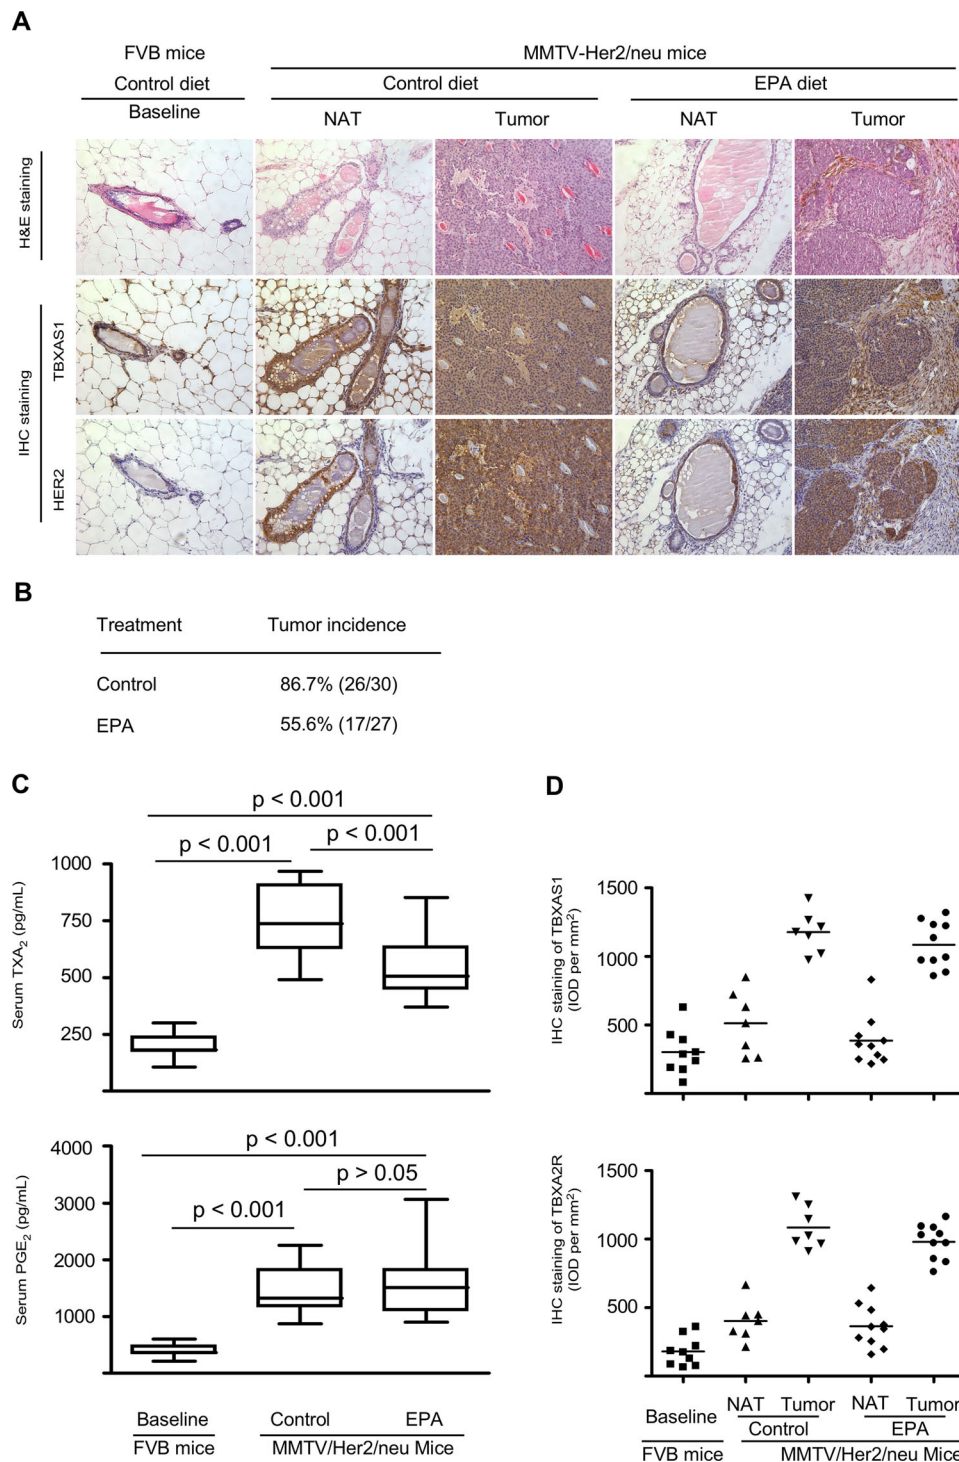 A
FVB mice
MMTV-Her2/neu mice
Control diet
Control diet
EPA diet
Baseline
NAT
Tumor
NAT
Tumor
H&E staining
IHC staining
TBXAS1
HER2
B
Treatment
Tumor incidence
Control
86.7% (26/30)
EPA
55.6% (17/27)
C
p < 0.001
p < 0.001
p < 0.001
Serum TXA₂ (pg/mL)
1000
750
500
250
p < 0.001
p > 0.05
p < 0.001
Serum PGE₂ (pg/mL)
4000
3000
2000
1000
Baseline
Control
EPA
FVB mice
MMTV/Her2/neu Mice
D
IHC staining of TBXAS1
(IOD per mm²)
1500
1000
500
IHC staining of TBXA2R
(IOD per mm²)
1500
1000
500
NAT
Tumor
NAT
Tumor
Baseline
Control
EPA
FVB mice
MMTV/Her2/neu Mice